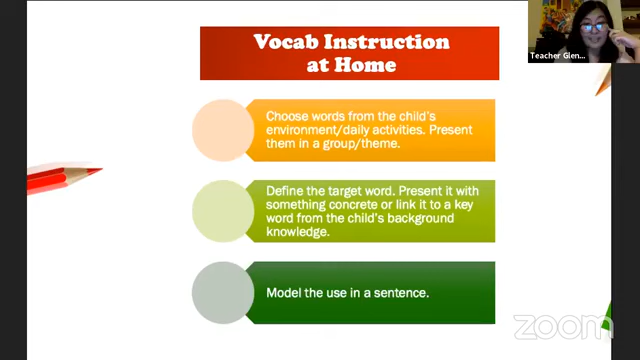 Vocab Instruction
at Home
Teacher Glen...
Choose words from the child's
environment/daily activities. Present
them in a group/theme.
Define the target word. Present it with
something concrete or link it to a key
word from the child's background
knowledge.
Model the use in a sentence.
zoom